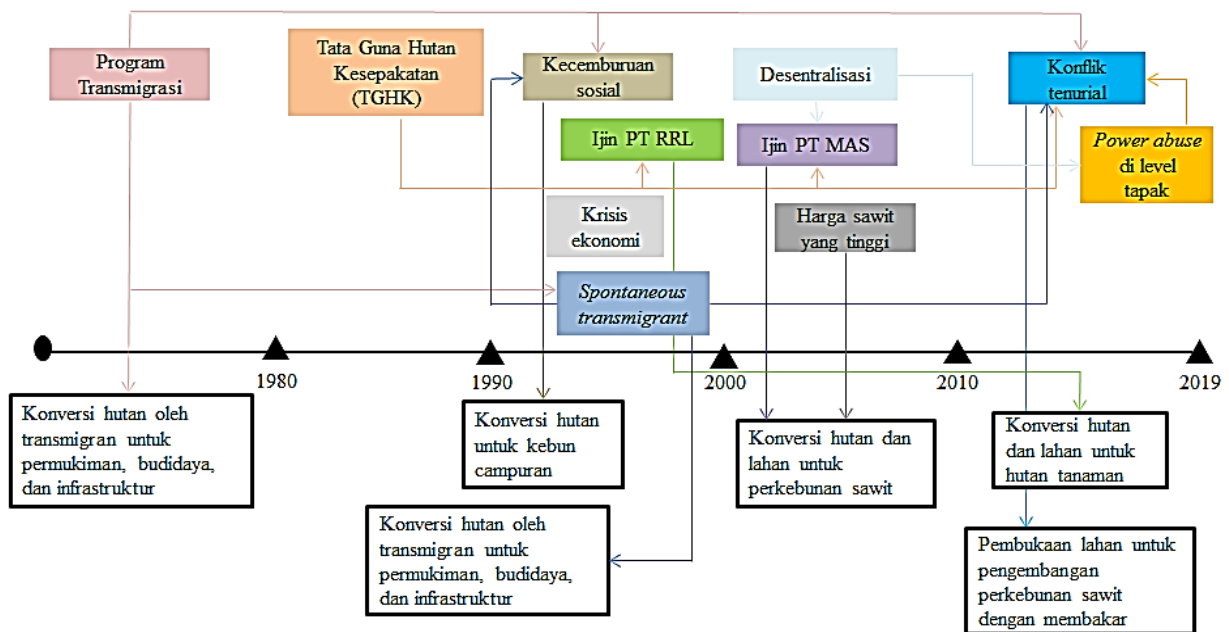 Program
Transmigrasi
Tata Guna Hutan
Kesepakatan
(TGHK)
Kecemburuan
sosial
Desentralisasi
Konflik
tenurial
Ijin PT RRL
Ijin PT MAS
Power abuse
di level
tapak
Krisis
ekonomi
Harga sawit
yang tinggi
Spontaneous
transmigrant
1980
1990
2000
2010
2019
Konversi hutan oleh
transmigran untuk
permukiman, budidaya,
dan infrastruktur
Konversi hutan
untuk kebun
campuran
Konversi hutan dan
lahan untuk
perkebunan sawit
Konversi hutan
dan lahan untuk
hutan tanaman
Konversi hutan oleh
transmigran untuk
permukiman, budidaya,
dan infrastruktur
Pembukaan lahan untuk
pengembangan
perkebunan sawit
dengan membakar